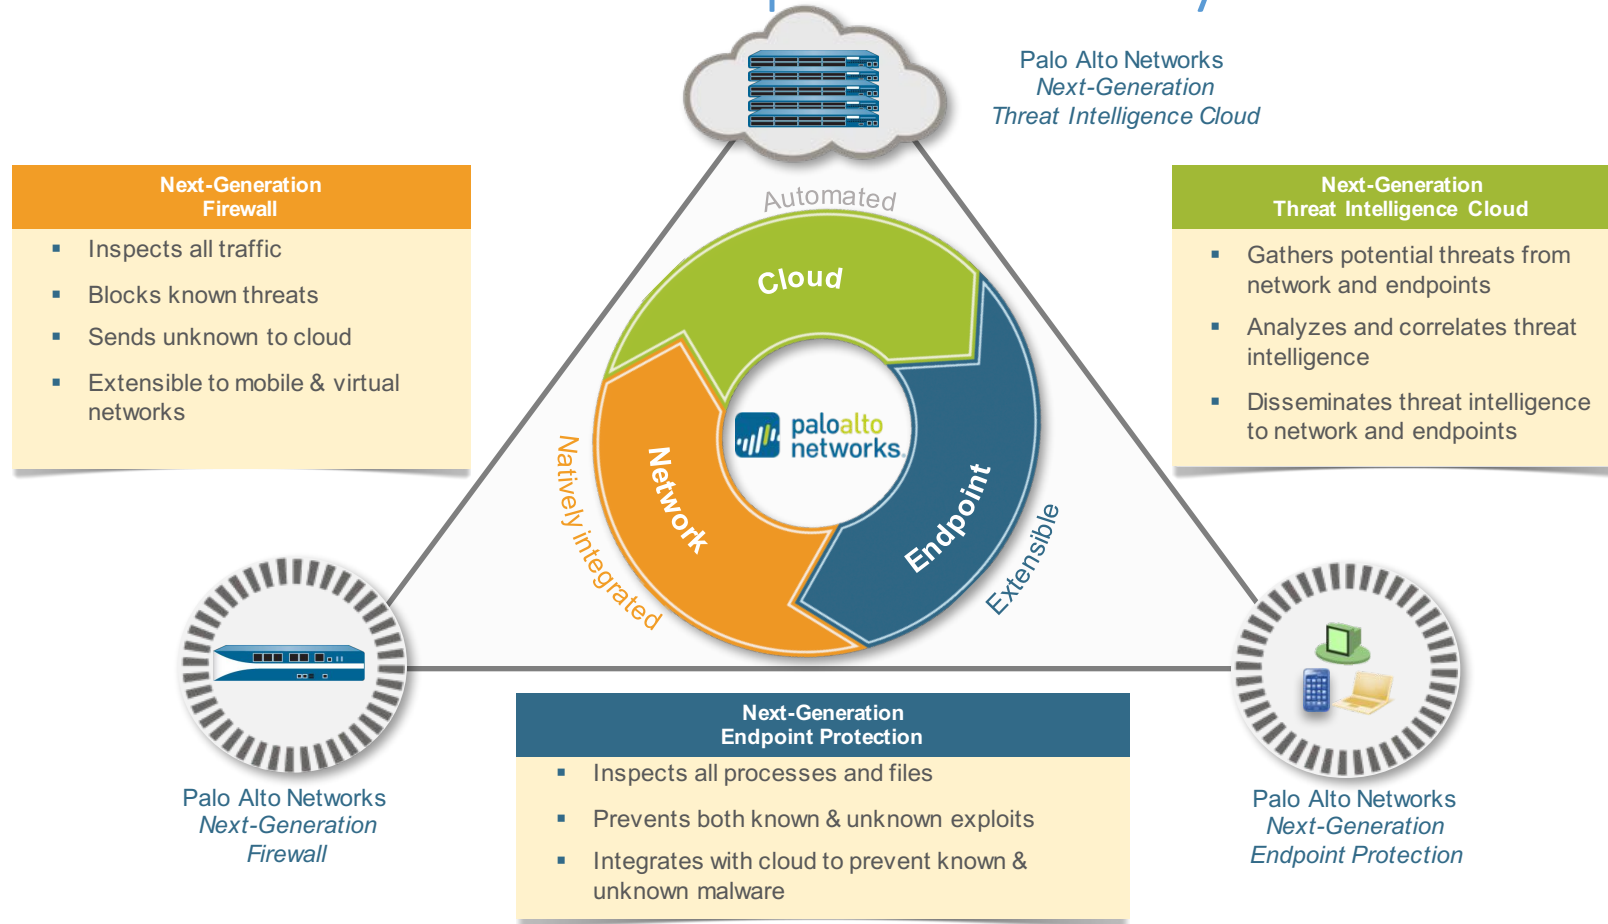 Palo Alto Networks
Next-Generation
Threat Intelligence Cloud
Next-Generation
Firewall
Inspects all traffic
Blocks known threats
Sends unknown to cloud
Extensible to mobile & virtual
networks
Automated
Cloud
Network
Endpoint
Natively integrated
Extensible
paloalto
networks®
Next-Generation
Threat Intelligence Cloud
Gathers potential threats from
network and endpoints
Analyzes and correlates threat
intelligence
Disseminates threat intelligence
to network and endpoints
Palo Alto Networks
Next-Generation
Firewall
Next-Generation
Endpoint Protection
Inspects all processes and files
Prevents both known & unknown exploits
Integrates with cloud to prevent known &
unknown malware
Palo Alto Networks
Next-Generation
Endpoint Protection